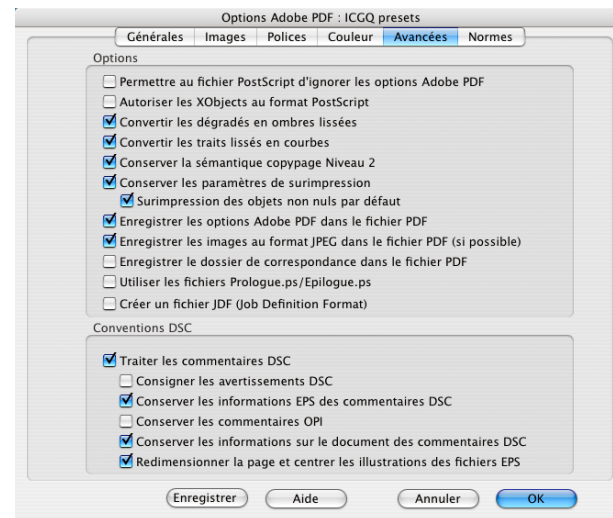 Options Adobe PDF : ICGQ presets
Générales Images Polices Couleur Avancées Normes
Options
Permettre au fichier PostScript d'ignorer les options Adobe PDF
Autoriser les XObjects au format PostScript
Convertir les dégradés en ombres lissées
Convertir les traits lissés en courbes
Conserver la sémantique copypage Niveau 2
Conserver les paramètres de surimpression
Surimpression des objets non nuls par défaut
Enregistrer les options Adobe PDF dans le fichier PDF
Enregistrer les images au format JPEG dans le fichier PDF (si possible)
Enregistrer le dossier de correspondance dans le fichier PDF
Utiliser les fichiers Prologue.ps/Epilogue.ps
Créer un fichier JDF (Job Definition Format)
Conventions DSC
Traiter les commentaires DSC
Consigner les avertissements DSC
Conserver les informations EPS des commentaires DSC
Conserver les commentaires OPI
Conserver les informations sur le document des commentaires DSC
Redimensionner la page et centrer les illustrations des fichiers EPS
Enregistrer Aide Annuler OK